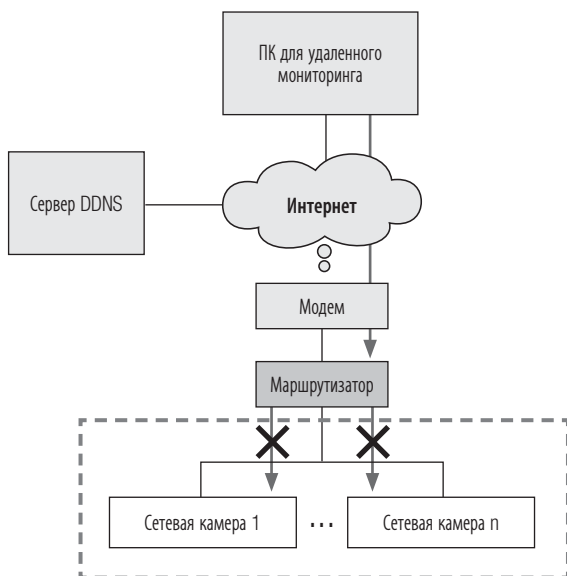 ПК для удаленного
мониторинга
Сервер DDNS
Интернет
Модем
Маршрутизатор
Сетевая камера 1
...
Сетевая камера n